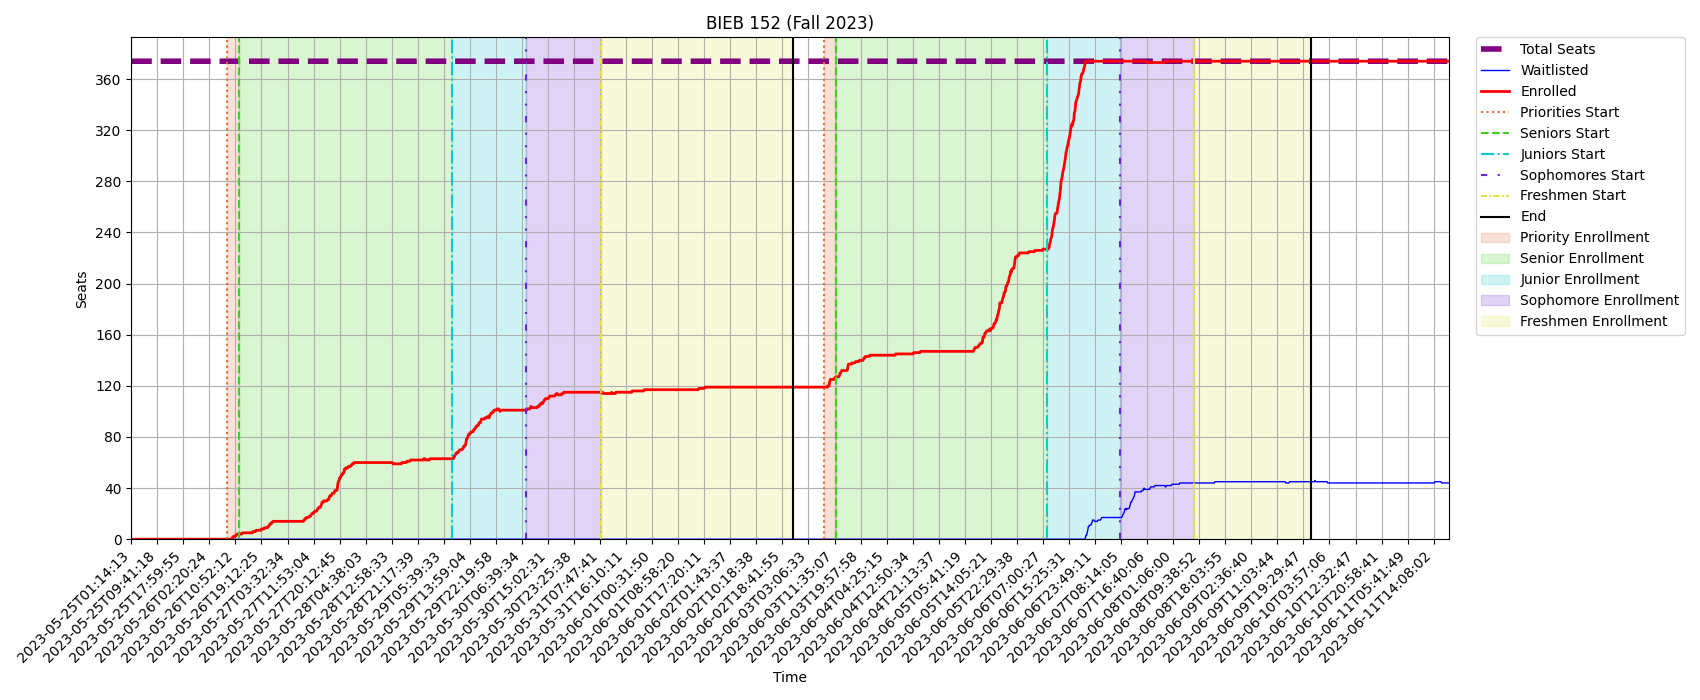 BIEB 152 (Fall 2023)
Total Seats
Waitlisted
Enrolled
Priorities Start
Seniors Start
Juniors Start
Sophomores Start
Freshmen Start
End
Priority Enrollment
Senior Enrollment
Junior Enrollment
Sophomore Enrollment
Freshmen Enrollment
Seats
360
320
280
240
200
160
120
80
40
0
2023-05-25T01:14:13
2023-05-25T09:41:18
2023-05-25T17:59:55
2023-05-26T02:20:24
2023-05-26T10:52:12
2023-05-26T19:12:25
2023-05-27T03:32:34
2023-05-27T11:53:04
2023-05-27T20:12:45
2023-05-28T04:38:03
2023-05-28T12:58:33
2023-05-28T21:17:39
2023-05-29T05:39:33
2023-05-29T13:59:04
2023-05-29T22:19:58
2023-05-30T06:39:34
2023-05-30T15:02:31
2023-05-30T23:25:38
2023-05-31T07:47:41
2023-05-31T16:10:11
2023-06-01T00:31:50
2023-06-01T08:58:20
2023-06-01T17:20:11
2023-06-02T01:43:37
2023-06-02T10:18:38
2023-06-02T18:41:55
2023-06-03T03:06:33
2023-06-03T11:35:07
2023-06-03T19:57:58
2023-06-04T04:25:15
2023-06-04T12:50:34
2023-06-04T21:13:37
2023-06-05T05:41:19
2023-06-05T14:05:21
2023-06-05T22:29:38
2023-06-06T07:00:27
2023-06-06T15:25:31
2023-06-06T23:49:11
2023-06-07T08:14:05
2023-06-07T16:40:06
2023-06-08T01:06:00
2023-06-08T09:38:52
2023-06-08T18:03:55
2023-06-09T02:36:40
2023-06-09T11:03:44
2023-06-09T19:29:47
2023-06-10T03:57:06
2023-06-10T12:32:47
2023-06-10T20:58:41
2023-06-11T05:41:49
2023-06-11T14:08:02
Time